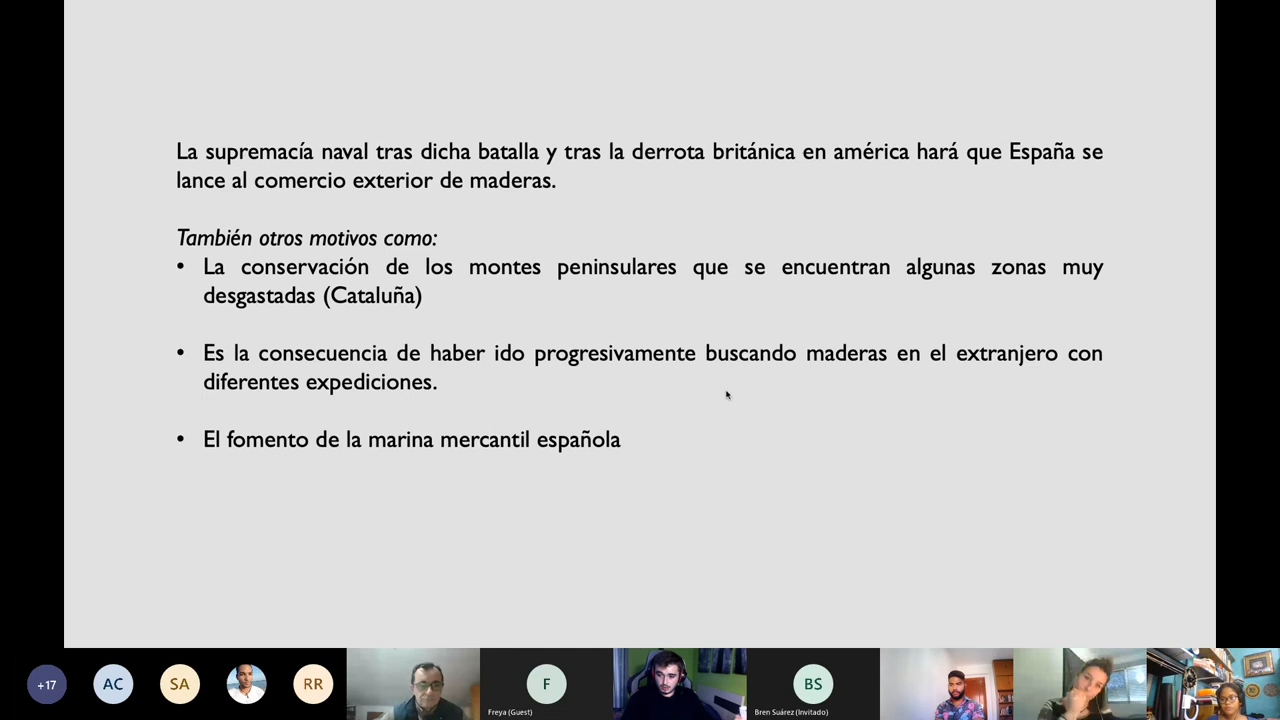 La supremacía naval tras dicha batalla y tras la derrota británica en américa hará que España se
lance al comercio exterior de maderas.
También otros motivos como:
• La conservación de los montes peninsulares que se encuentran algunas zonas muy
desgastadas (Cataluña)
• Es la consecuencia de haber ido progresivamente buscando maderas en el extranjero con
diferentes expediciones.
• El fomento de la marina mercantil española
+17
AC
SA
RR
F
Freya (Guest)
BS
Bren Suárez (Invitado)